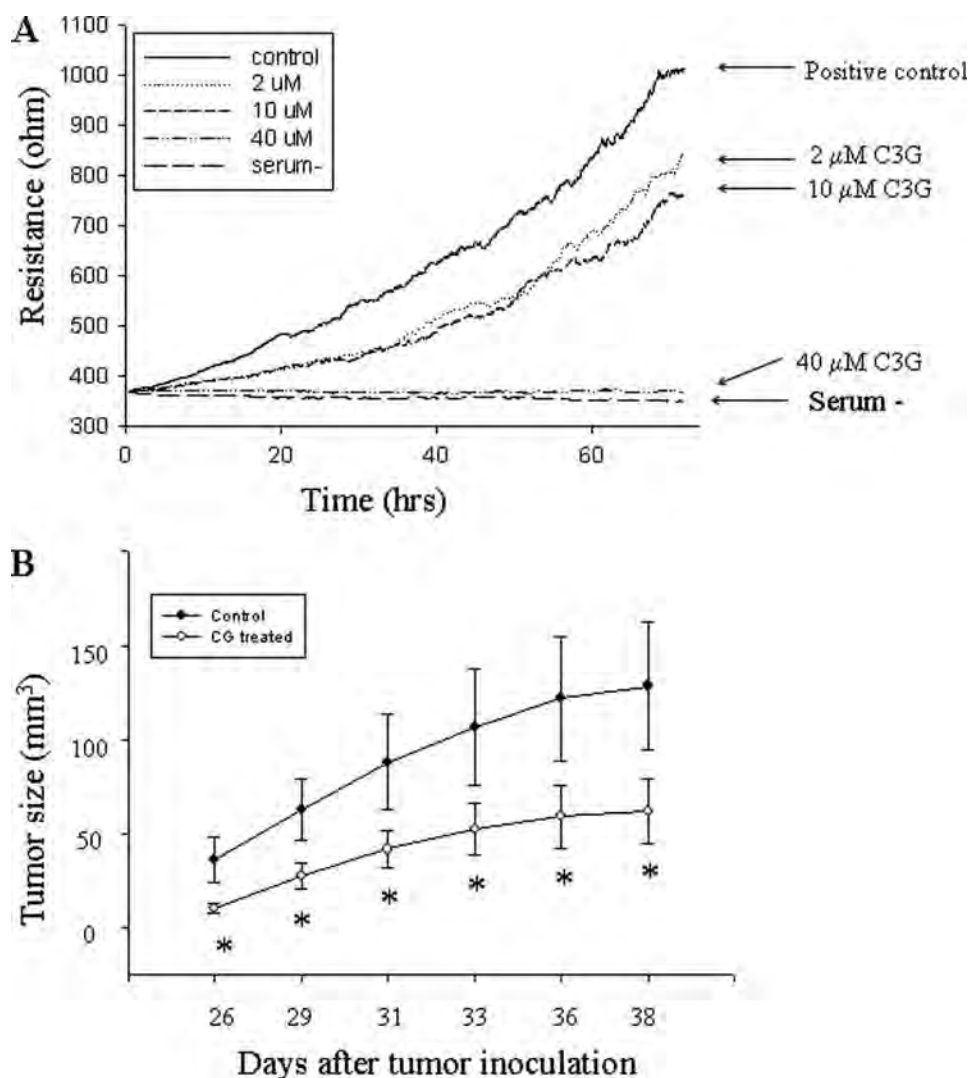 A
Resistance (ohm)
1100
1000
900
800
700
600
500
400
300
control
2 uM
10 uM
40 uM
serum-
Positive control
2 µM C3G
10 µM C3G
40 µM C3G
Serum -
0
20
40
60
Time (hrs)
B
Tumor size (mm³)
150
100
50
0
Control
CG treated
*
*
*
*
*
*
26
29
31
33
36
38
Days after tumor inoculation